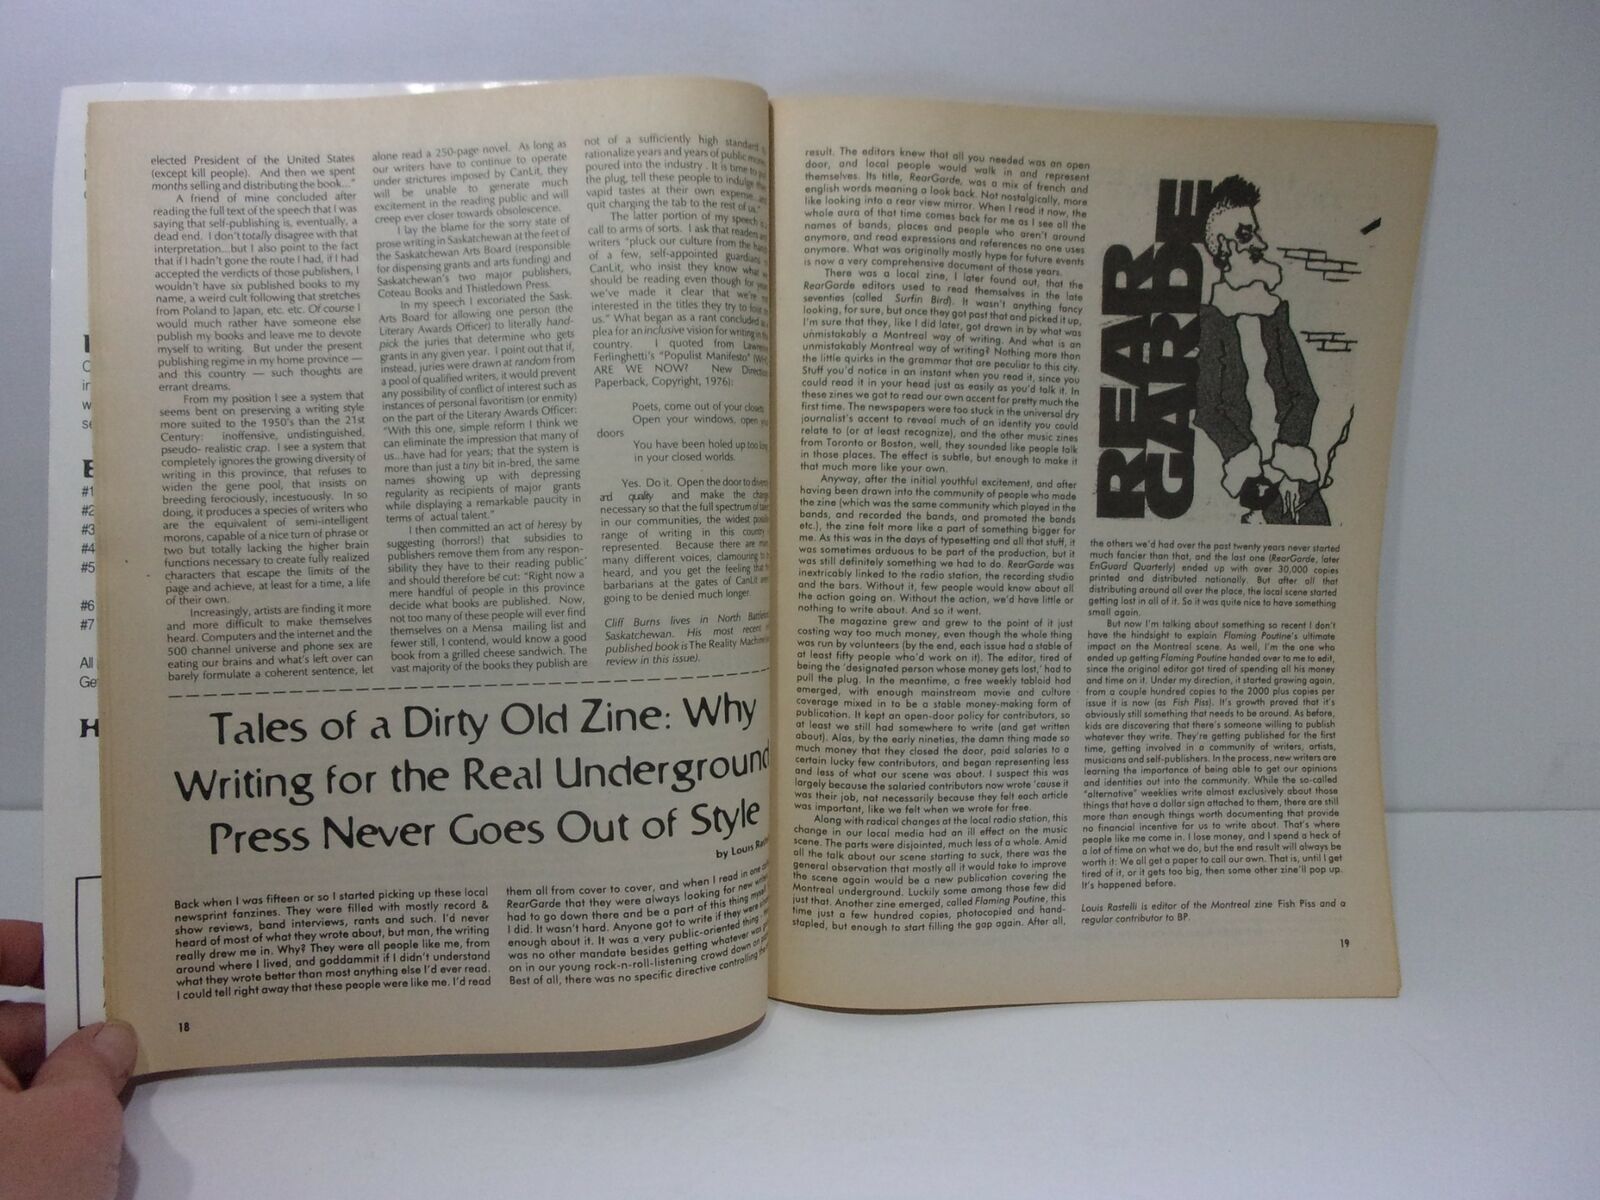 elected President of the United States
(except kill people). And then we spent
months selling and distributing the book..."
A friend of mine concluded after
reading the full text of the speech that I was
saying that self-publishing is, eventually, a
dead end. I don't totally disagree with that
interpretation...but I also point to the fact
that if I hadn't gone the route I had, if I had
accepted the verdicts of those publishers, I
wouldn't have six published books to my
name, a weird cult following that stretches
from Poland to Japan, etc. etc. Of course I
would much rather have someone else
publish my books and leave me to devote
myself to writing. But under the present
publishing regime in my home province —
and this country — such thoughts are
errant dreams.
From my position I see a system that
seems bent on preserving a writing style
more suited to the 1950's than the 21st
Century: inoffensive, undistinguished,
pseudo- realistic crap. I see a system that
completely ignores the growing diversity of
writing in this province, that refuses to
widen the gene pool, that insists on
breeding ferociously, incestuously. In so
doing, it produces a species of writers who
are the equivalent of semi-intelligent
morons, capable of a nice turn of phrase or
two but totally lacking the higher brain
functions necessary to create fully realized
characters that escape the limits of the
page and achieve, at least for a time, a life
of their own.
Increasingly, artists are finding it more
and more difficult to make themselves
heard. Computers and the internet and the
500 channel universe and phone sex are
eating our brains and what's left over can
barely formulate a coherent sentence, let
alone read a 250-page novel. As long as
our writers have to continue to operate
under strictures imposed by CanLit, they
will be unable to generate much
excitement in the reading public and will
creep ever closer towards obsolescence.
I lay the blame for the sorry state of
prose writing in Saskatchewan at the feet of
the Saskatchewan Arts Board (responsible
for dispensing grants and arts funding) and
Saskatchewan's two major publishers,
Coteau Books and Thistledown Press.
In my speech I excoriated the Sask.
Arts Board for allowing one person (the
Literary Awards Officer) to literally hand-
pick the juries that determine who gets
grants in any given year. I point out that if,
instead, juries were drawn at random from
a pool of qualified writers, it would prevent
any possibility of conflict of interest such as
instances of personal favoritism (or enmity)
on the part of the Literary Awards Officer:
"With this one, simple reform I think we
can eliminate the impression that many of
us...have had for years; that the system is
more than just a tiny bit in-bred, the same
names showing up with depressing
regularity as recipients of major grants
while displaying a remarkable paucity in
terms of actual talent."
I then committed an act of heresy by
suggesting (horrors!) that subsidies to
publishers remove them from any respon-
sibility they have to their reading public'
and should therefore be cut: "Right now a
mere handful of people in this province
decide what books are published. Now,
not too many of these people will ever find
themselves on a Mensa mailing list and
fewer still, I contend, would know a good
book from a grilled cheese sandwich. The
vast majority of the books they publish are
not of a sufficiently high standard
rationalize years and years of public
poured into the industry. It is time to
the plug, tell these people to indulge
vapid tastes at their own expense
quit charging the tab to the rest of us."
The latter portion of my speech is a
call to arms of sorts. I ask that readers
writers "pluck our culture from the
of a few, self-appointed guardians
CanLit, who insist they know what
should be reading even though
we've made it clear that we're
interested in the titles they try to
us." What began as a rant concluded
plea for an inclusive vision for writing in
country. I quoted from Lawrence
Ferlinghetti's "Populist Manifesto" (WHO
ARE WE NOW? New Direction
Paperback, Copyright, 1976):
Poets, come out of your closets
Open your windows, open
doors
You have been holed up too long
in your closed worlds.
Yes. Do it. Open the door to
and quality and make the
necessary so that the full spectrum of
in our communities, the widest possible
range of writing in this country
represented. Because there are
many different voices, clamouring to
heard, and you get the feeling that
barbarians at the gates of CanLit
going to be denied much longer.
Cliff Burns lives in North
Saskatchewan. His most recent
published book is The Reality Machine
review in this issue).
Tales of a Dirty Old Zine: Why
Writing for the Real Underground
Press Never Goes Out of Style
by Louis
Back when I was fifteen or so I started picking up these local
newsprint fanzines. They were filled with mostly record &
show reviews, band interviews, rants and such. I'd never
heard of most of what they wrote about, but man, the writing
really drew me in. Why? They were all people like me, from
around where I lived, and goddammit if I didn't understand
what they wrote better than most anything else I'd ever read.
I could tell right away that these people were like me. I'd read
them all from cover to cover, and when I read in one
RearGarde that they were always looking for new
had to go down there and be a part of this thing
I did. It wasn't hard. Anyone got to write if they were
enough about it. It was a very public-oriented thing
was no other mandate besides getting whatever was
on in our young rock-n-roll-listening crowd down on
Best of all, there was no specific directive controlling the
18
result. The editors knew that all you needed was an open
door, and local people would walk in and represent
themselves. Its title, RearGarde, was a mix of french and
english words meaning a look back. Not nostalgically, more
like looking into a rear view mirror. When I read it now, the
whole aura of that time comes back for me as I see all the
names of bands, places and people who aren't around
anymore, and read expressions and references no one uses
anymore. What was originally mostly hype for future events
is now a very comprehensive document of those years.
There was a local zine, I later found out, that the
RearGarde editors used to read themselves in the late
seventies (called Surfin Bird). It wasn't anything fancy
looking, for sure, but once they got past that and picked it up,
I'm sure that they, like I did later, got drawn in by what was
unmistakably a Montreal way of writing. And what is an
unmistakably Montreal way of writing? Nothing more than
the little quirks in the grammar that are peculiar to this city.
Stuff you'd notice in an instant when you read it, since you
could read it in your head just as easily as you'd talk it. In
these zines we got to read our own accent for pretty much the
first time. The newspapers were too stuck in the universal dry
journalist's accent to reveal much of an identity you could
relate to (or at least recognize), and the other music zines
from Toronto or Boston, well, they sounded like people talk
in those places. The effect is subtle, but enough to make it
that much more like your own.
Anyway, after the initial youthful excitement, and after
having been drawn into the community of people who made
the zine (which was the same community which played in the
bands, and recorded the bands, and promoted the bands
etc.), the zine felt more like a part of something bigger for
me. As this was in the days of typesetting and all that stuff, it
was sometimes arduous to be part of the production, but it
was still definitely something we had to do. RearGarde was
inextricably linked to the radio station, the recording studio
and the bars. Without it, few people would know about all
the action going on. Without the action, we'd have little or
nothing to write about. And so it went.
The magazine grew and grew to the point of it just
costing way too much money, even though the whole thing
was run by volunteers (by the end, each issue had a stable of
at least fifty people who'd work on it). The editor, tired of
being the 'designated person whose money gets lost,' had to
pull the plug. In the meantime, a free weekly tabloid had
emerged, with enough mainstream movie and culture
coverage mixed in to be a stable money-making form of
publication. It kept an open-door policy for contributors, so
at least we still had somewhere to write (and get written
about). Alas, by the early nineties, the damn thing made so
much money that they closed the door, paid salaries to a
certain lucky few contributors, and began representing less
and less of what our scene was about. I suspect this was
largely because the salaried contributors now wrote 'cause it
was their job, not necessarily because they felt each article
was important, like we felt when we wrote for free.
Along with radical changes at the local radio station, this
change in our local media had an ill effect on the music
scene. The parts were disjointed, much less of a whole. Amid
all the talk about our scene starting to suck, there was the
general observation that mostly all it would take to improve
the scene again would be a new publication covering the
Montreal underground. Luckily some among those few did
just that. Another zine emerged, called Flaming Poutine, this
time just a few hundred copies, photocopied and hand-
stapled, but enough to start filling the gap again. After all,
REAR
GARDE
the others we'd had over the past twenty years never started
much fancier than that, and the last one (RearGarde, later
EnGuard Quarterly) ended up with over 30,000 copies
printed and distributed nationally. But after all that
distributing around all over the place, the local scene started
getting lost in all of it. So it was quite nice to have something
small again.
But now I'm talking about something so recent I don't
have the hindsight to explain Flaming Poutine's ultimate
impact on the Montreal scene. As well, I'm the one who
ended up getting Flaming Poutine handed over to me to edit,
since the original editor got tired of spending all his money
and time on it. Under my direction, it started growing again,
from a couple hundred copies to the 2000 plus copies per
issue it is now (as Fish Piss). It's growth proved that it's
obviously still something that needs to be around. As before,
kids are discovering that there's someone willing to publish
whatever they write. They're getting published for the first
time, getting involved in a community of writers, artists,
musicians and self-publishers. In the process, new writers are
learning the importance of being able to get our opinions
and identities out into the community. While the so-called
"alternative" weeklies write almost exclusively about those
things that have a dollar sign attached to them, there are still
more than enough things worth documenting that provide
no financial incentive for us to write about. That's where
people like me come in. I lose money, and I spend a heck of
a lot of time on what we do, but the end result will always be
worth it: We all get a paper to call our own. That is, until I get
tired of it, or it gets too big, then some other zine'll pop up.
It's happened before.
Louis Rastelli is editor of the Montreal zine Fish Piss and a
regular contributor to BP.
19
#1
#2
#3
#4
#5
#6
#7
All